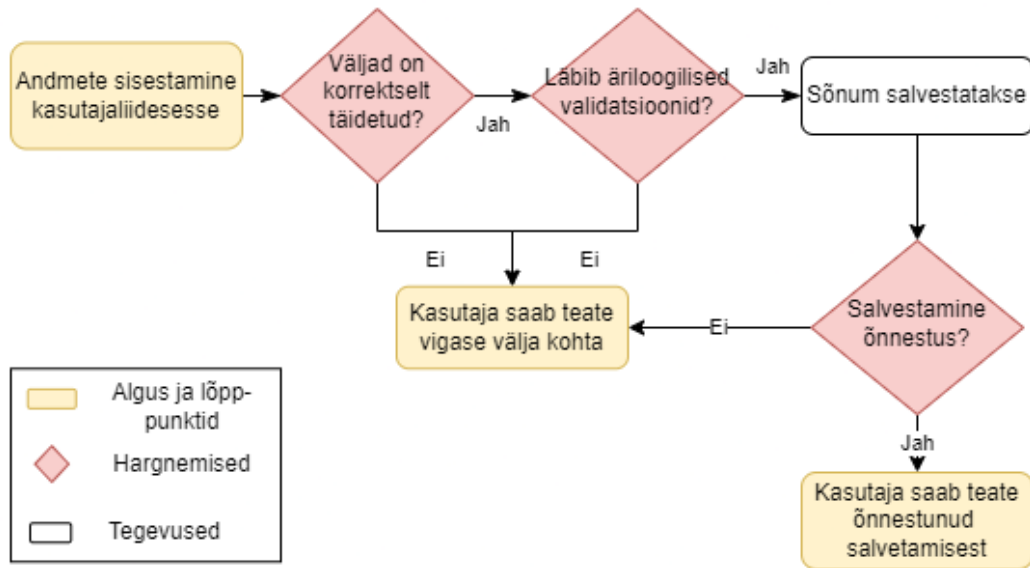 Andmete sisestamine
kasutajaliidesesse
Väljad on
korrektselt
täidetud?
Jah
Läbib äriloogilised
validatsioonid?
Jah
Sõnum salvestatakse
Ei
Ei
Kasutaja saab teate
vigase välja kohta
Ei
Salvestamine
õnnestus?
Jah
Kasutaja saab teate
õnnestunud
salvetamisest
Algus ja lõpp-
punktid
Hargnemised
Tegevused